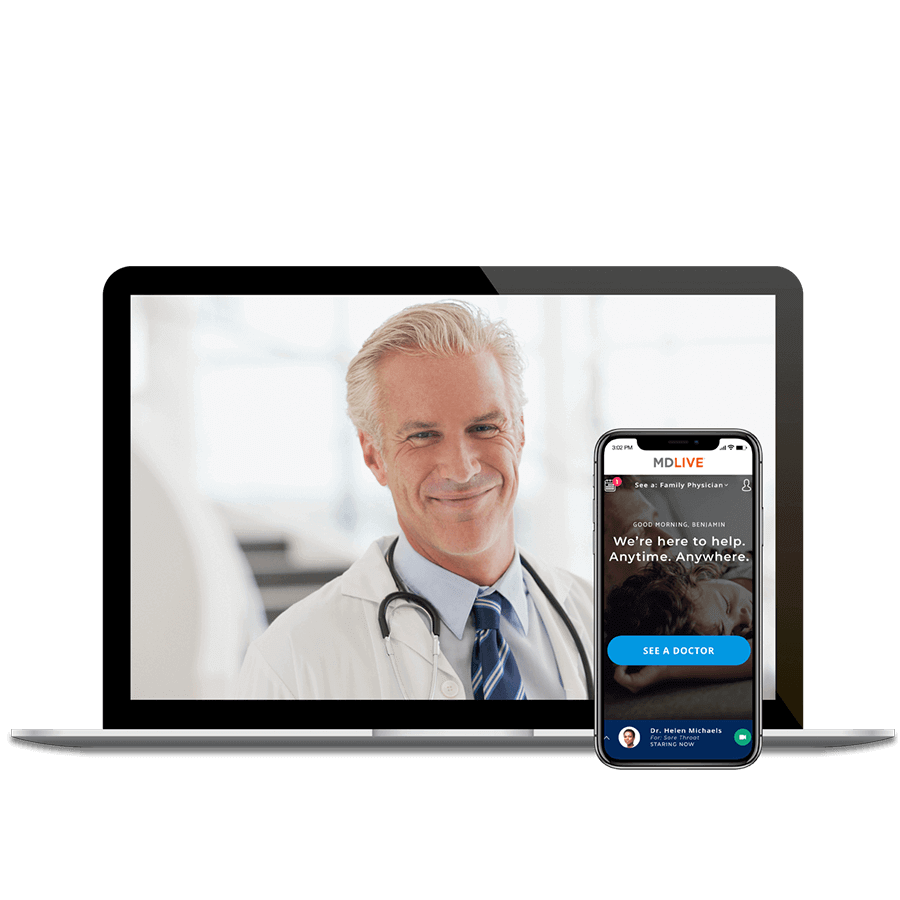 3:02 PM
MDLIVE
1
See a: Family Physician
GOOD MORNING, BENJAMIN
We're here to help.
Anytime. Anywhere.
SEE A DOCTOR
Dr. Helen Michaels
For: Sore Throat
STARING NOW